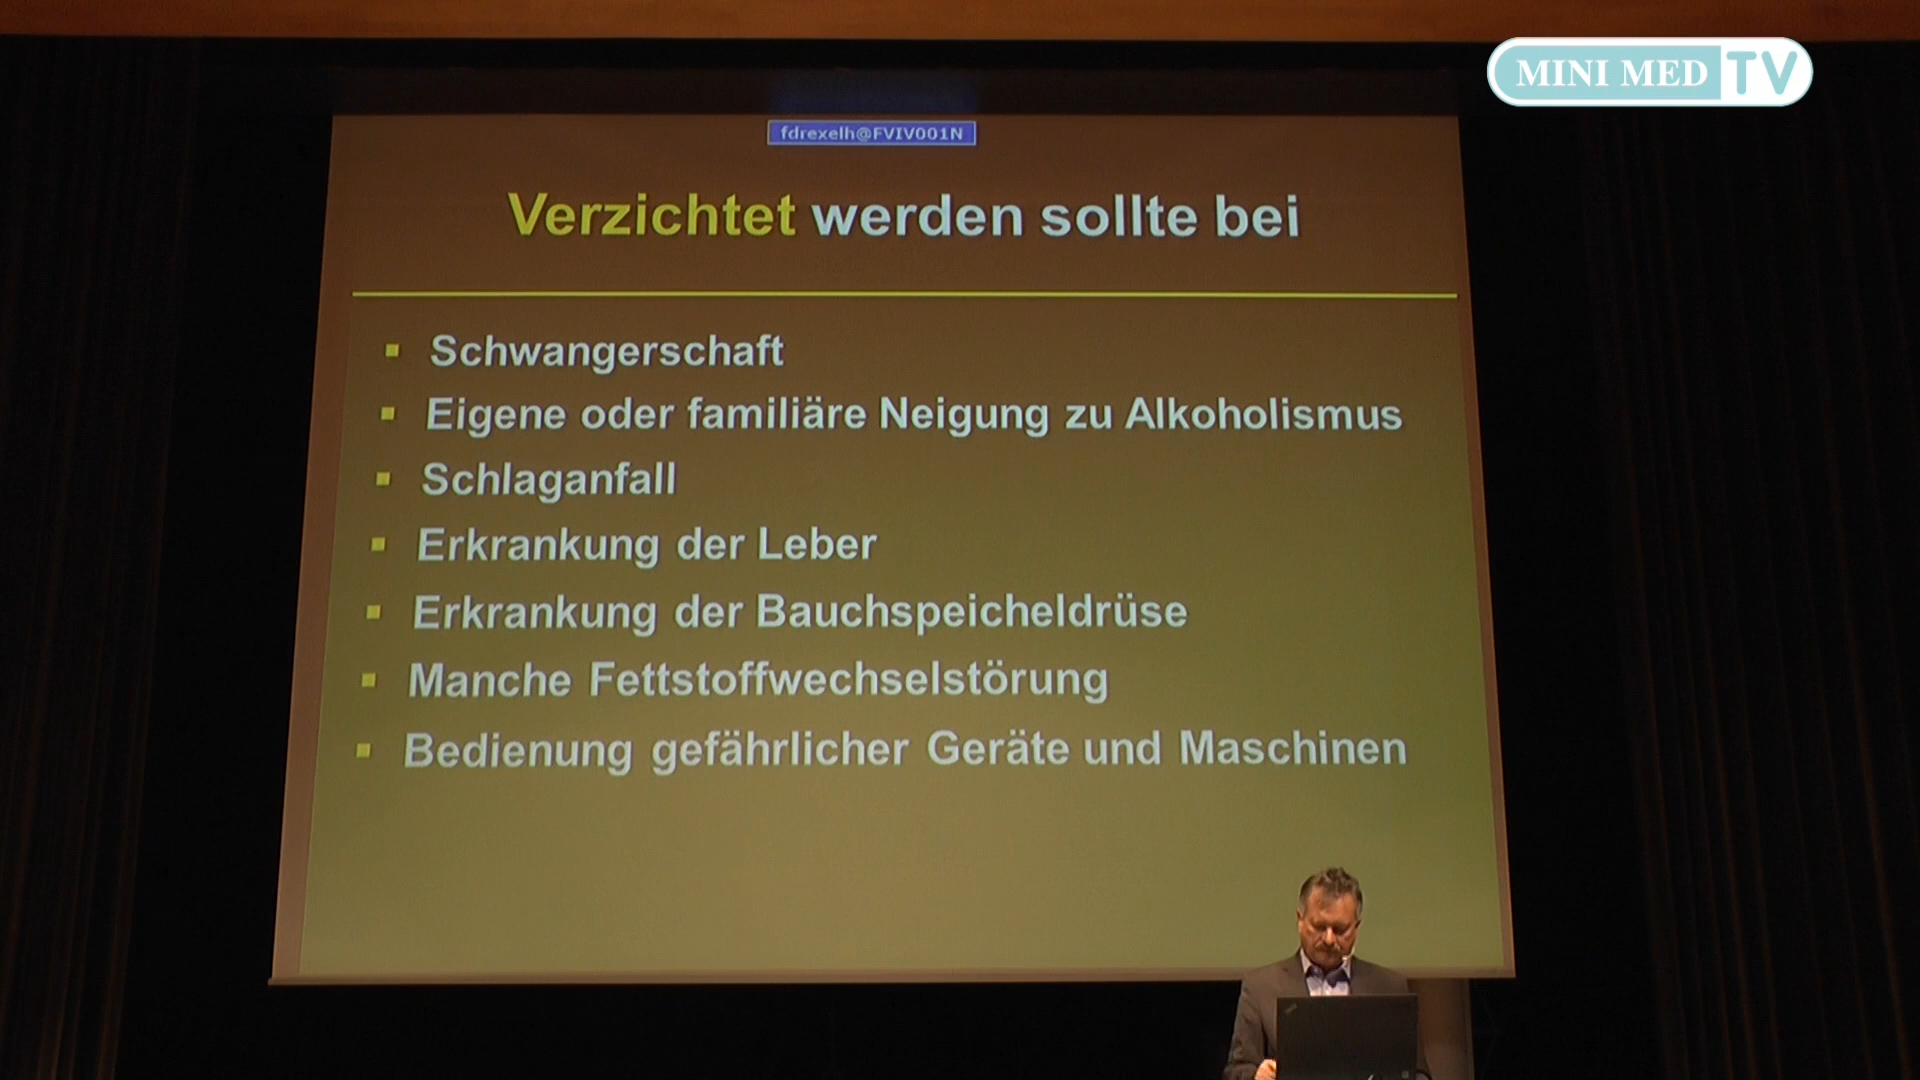 MINI MED TV
fdrexelh@FVIV001N
Verzichtet werden sollte bei
Schwangerschaft
Eigene oder familiäre Neigung zu Alkoholismus
Schlaganfall
Erkrankung der Leber
Erkrankung der Bauchspeicheldrüse
Manche Fettstoffwechselstörung
Bedienung gefährlicher Geräte und Maschinen